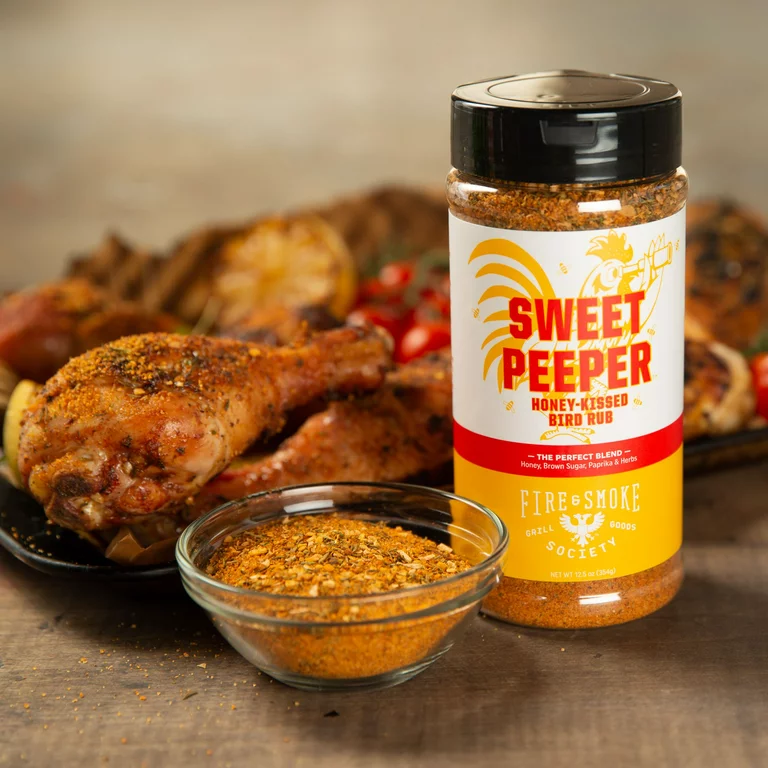 SWEET
PEEPER
HONEY-KISSED
BIRD RUB
— THE PERFECT BLEND —
Honey, Brown Sugar, Paprika & Herbs
FIRE & SMOKE
GRILL GOODS
SOCIETY
NET WT 12.5 oz (354g)